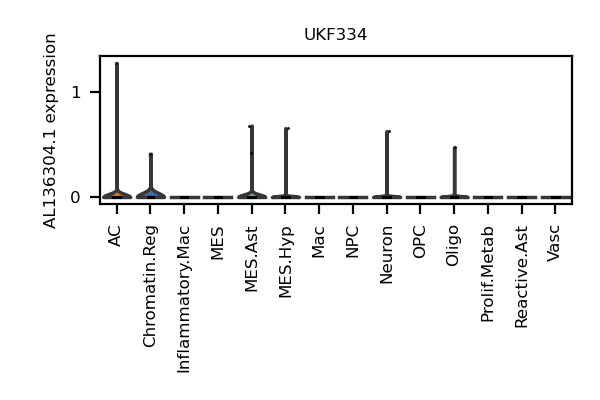 UKF334
AL136304.1 expression
1
0
AC
Chromatin.Reg
Inflammatory.Mac
MES
MES.Ast
MES.Hyp
Mac
NPC
Neuron
OPC
Oligo
Prolif.Metab
Reactive.Ast
Vasc